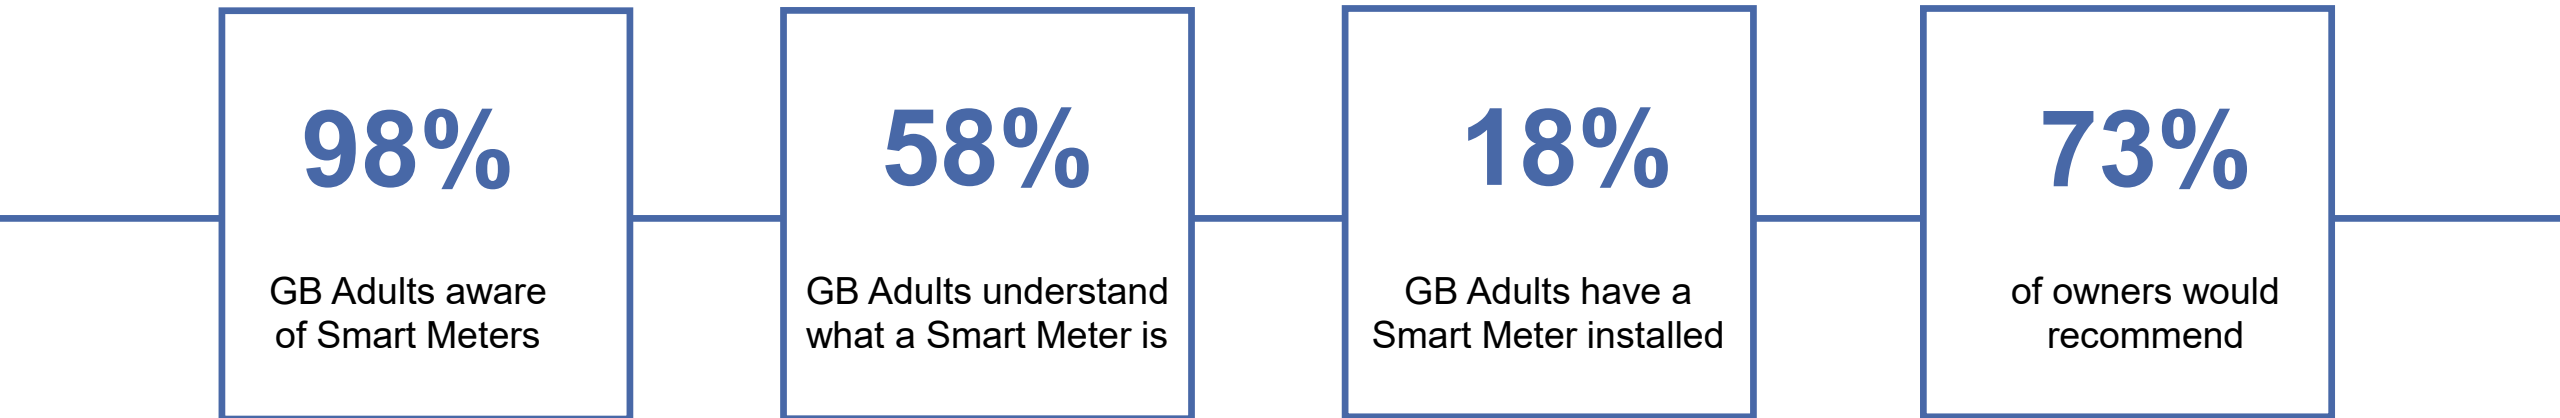 98%
GB Adults aware
of Smart Meters
58%
GB Adults understand
what a Smart Meter is
18%
GB Adults have a
Smart Meter installed
73%
of owners would
recommend